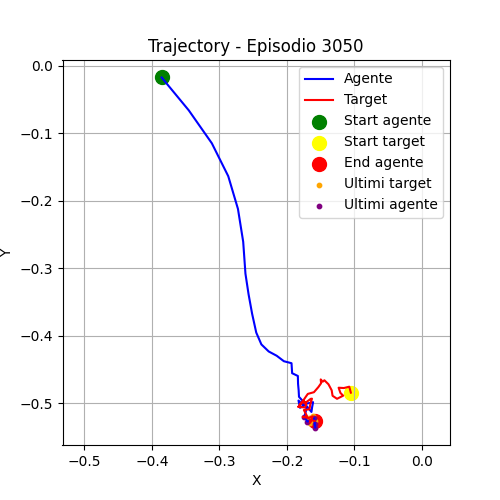 Trajectory - Episodio 3050
Agente
Target
Start agente
Start target
End agente
Ultimi target
Ultimi agente
0.0
−0.1
−0.2
−0.3
−0.4
−0.5
Y
−0.5
−0.4
−0.3
−0.2
−0.1
0.0
X